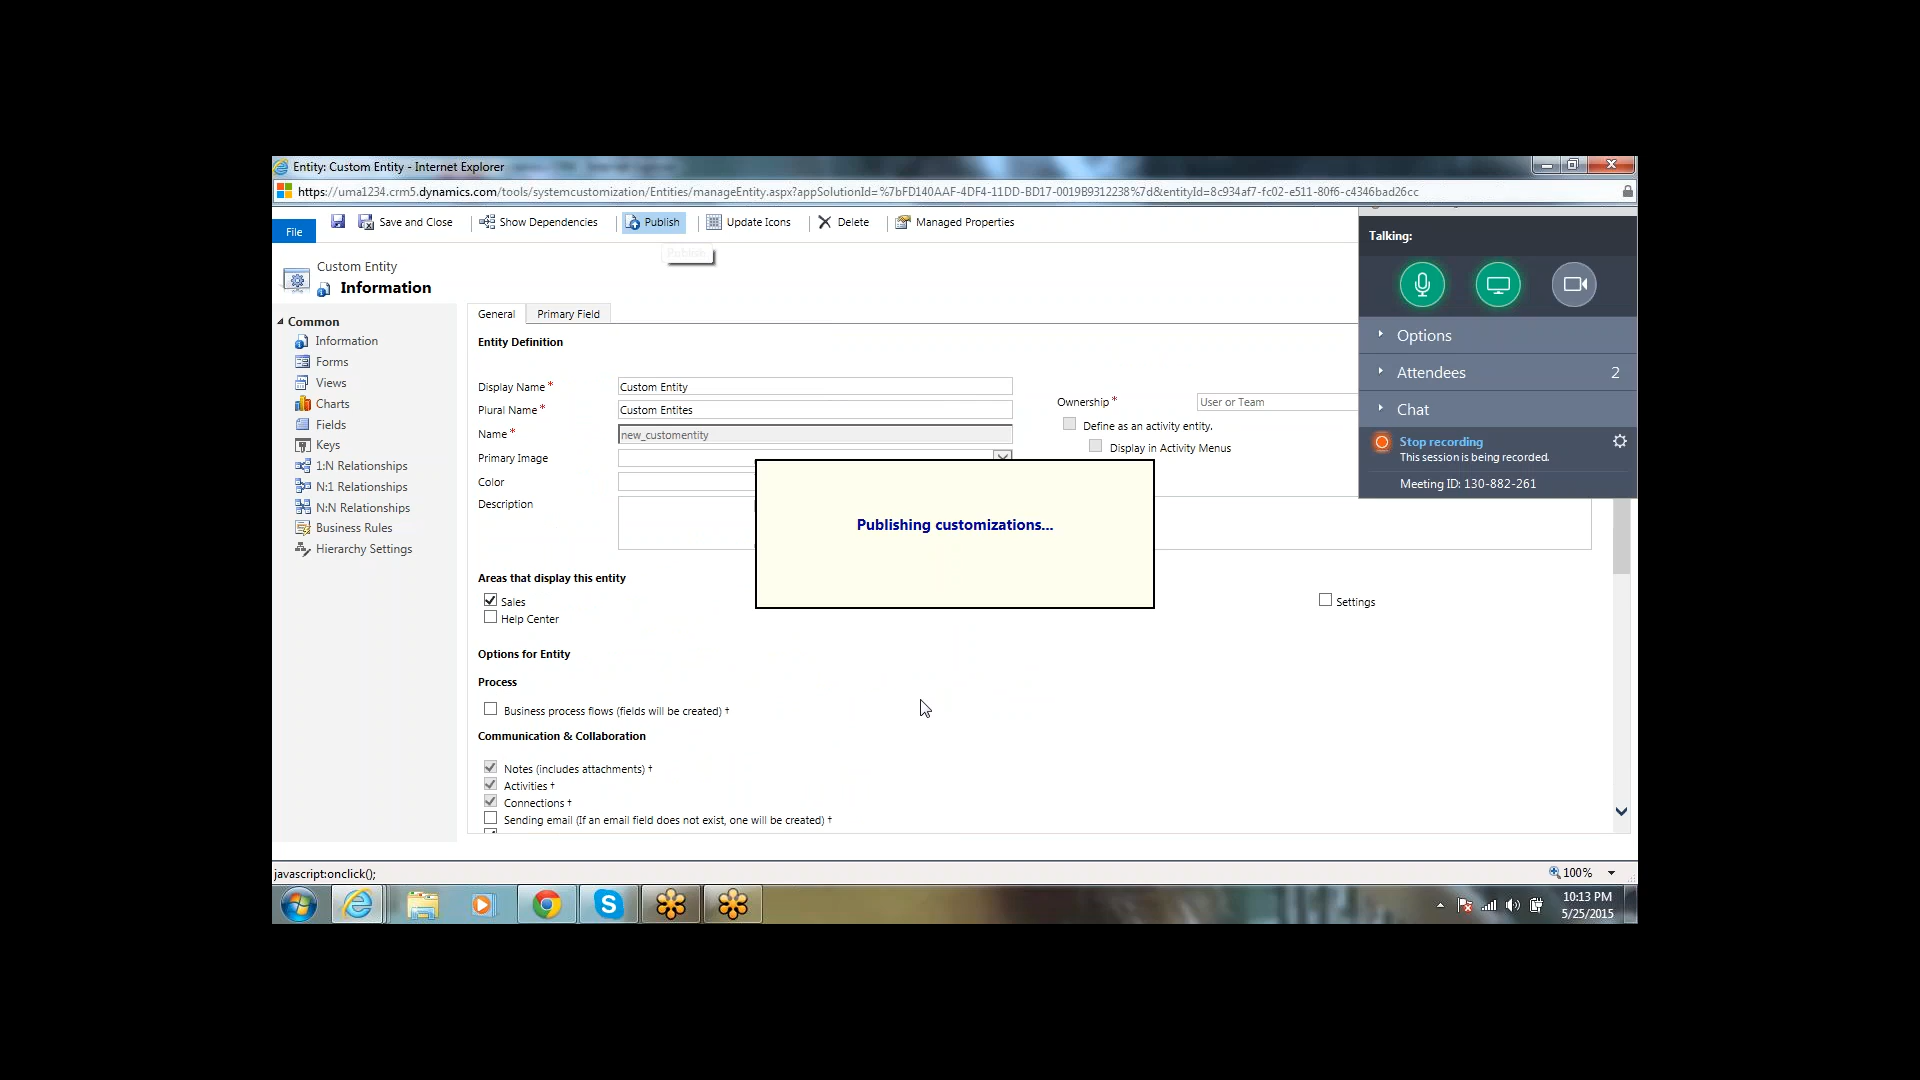 Entity: Custom Entity - Internet Explorer
https://uma1234.crm5.dynamics.com/tools/systemcustomization/Entities/manageEntity.aspx?appSolutionId=%7bFD140AAF-4DF4-11DD-BD17-0019B9312238%7d&entityId=8c934af7-fc02-e511-80f6-c4346bad26cc
File
Save and Close
Show Dependencies
Publish
Update Icons
Delete
Managed Properties
Publish
Talking:
Custom Entity
Information
Common
Information
Forms
Views
Charts
Fields
Keys
1:N Relationships
N:1 Relationships
N:N Relationships
Business Rules
Hierarchy Settings
General
Primary Field
Entity Definition
Display Name *
Custom Entity
Plural Name *
Custom Entites
Name *
new_customentity
Primary Image
Color
Description
Ownership *
User or Team
Define as an activity entity.
Display in Activity Menus
Options
Attendees 2
Chat
Stop recording
This session is being recorded.
Meeting ID: 130-882-261
Publishing customizations...
Areas that display this entity
Sales
Settings
Help Center
Options for Entity
Process
Business process flows (fields will be created) †
Communication & Collaboration
Notes (includes attachments) †
Activities †
Connections †
Sending email (If an email field does not exist, one will be created) †
javascript:onclick();
100%
10:13 PM
5/25/2015